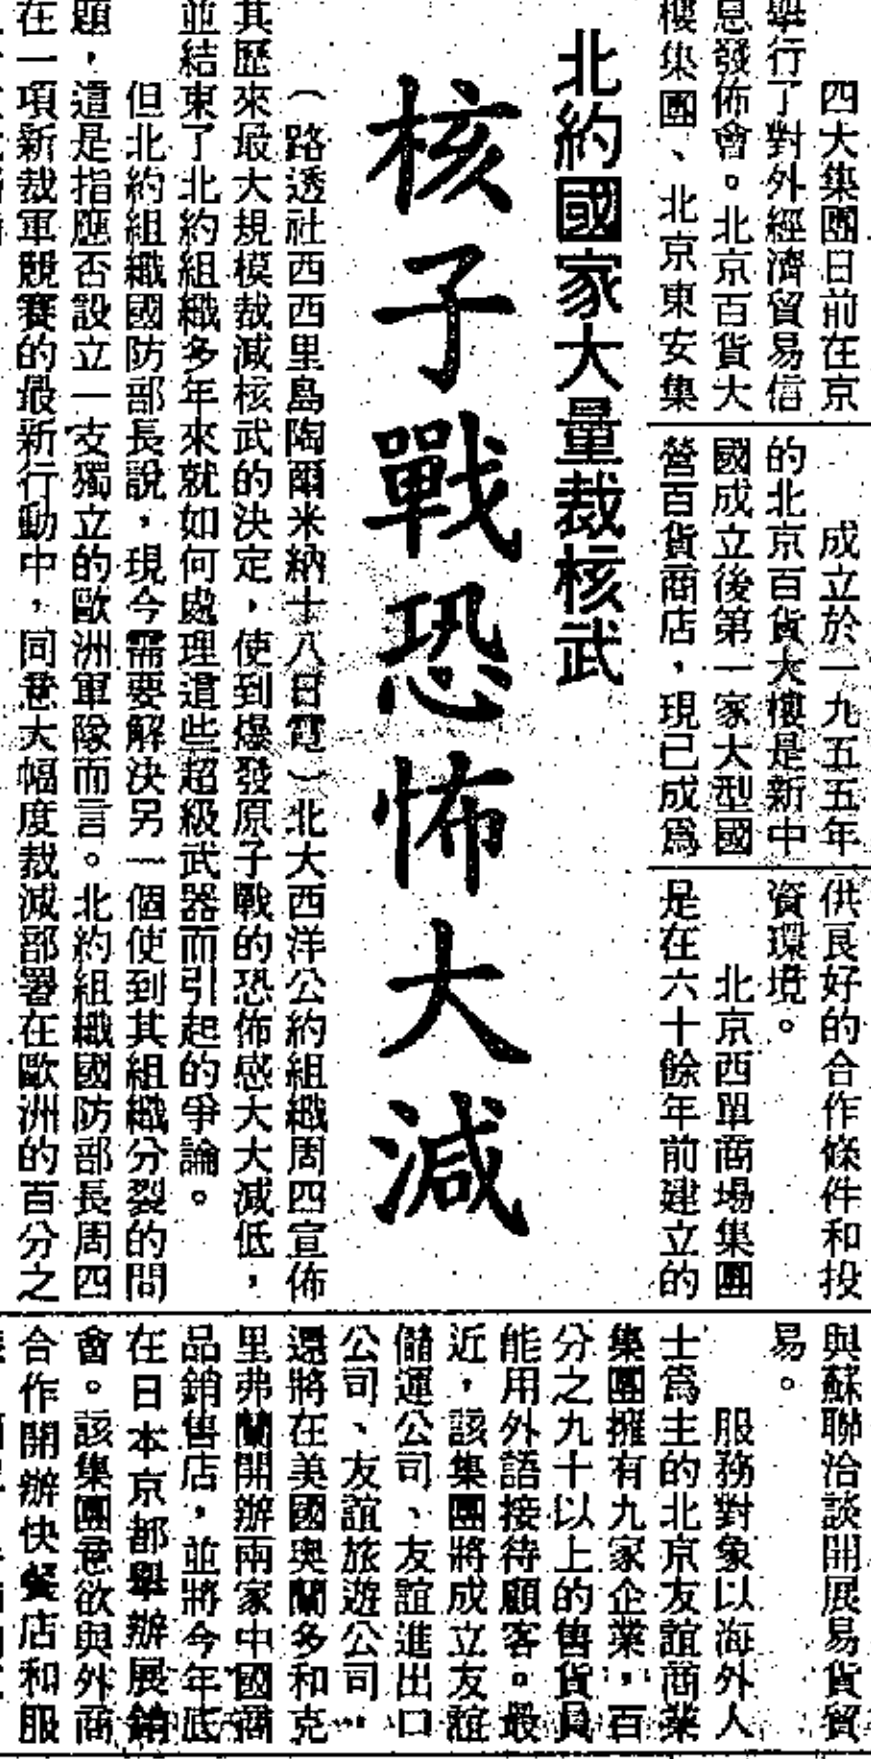 四大集團日前在京
舉行了對外經濟貿易信
息發佈會。北京百貨大
樓集團、北京東安集
成立於一九五五年
的北京百貨大樓是新中
國成立後第一家大型國
營百貨商店，現已成爲
供良好的合作條件和投
資環境。
北京西單商場集團
是在六十餘年前建立的
北約國家大量裁核武
核子戰恐怖大減
（路透社西西里島陶爾米納十八日電）北大西洋公約組織周四宣佈
其歷來最大規模裁減核武的決定，使到爆發原子戰的恐佈感大大減低，
並結束了北約組織多年來就如何處理這些超級武器而引起的爭論。
但北約組織國防部長說，現今需要解決另一個使到其組織分裂的問
題，這是指應否設立一支獨立的歐洲軍隊而言。北約組織國防部長周四
在一項新裁軍競賽的最新行動中，同意大幅度裁減部署在歐洲的百分之
與蘇聯洽談開展易貨貿
易。
服務對象以海外人
士爲主的北京友誼商業
集團擁有九家企業，百
分之九十以上的售貨員
能用外語接待顧客。最
近，該集團將成立友誼
儲運公司、友誼進出口
公司、友誼旅遊公司…
還將在美國奧蘭多和克
里弗蘭開辦兩家中國商
品銷售店，並將今年底
在日本京都舉辦展銷
會。該集團意欲與外商
合作開辦快餐店和服